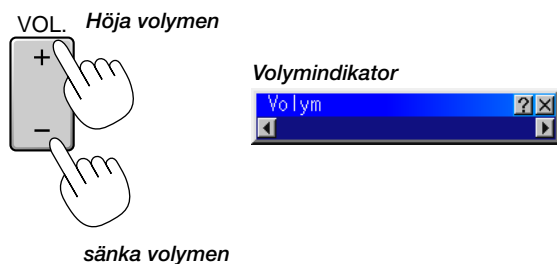 VOL.
Höja volymen
+
−
sänka volymen
Volymindikator
Volym ? ×